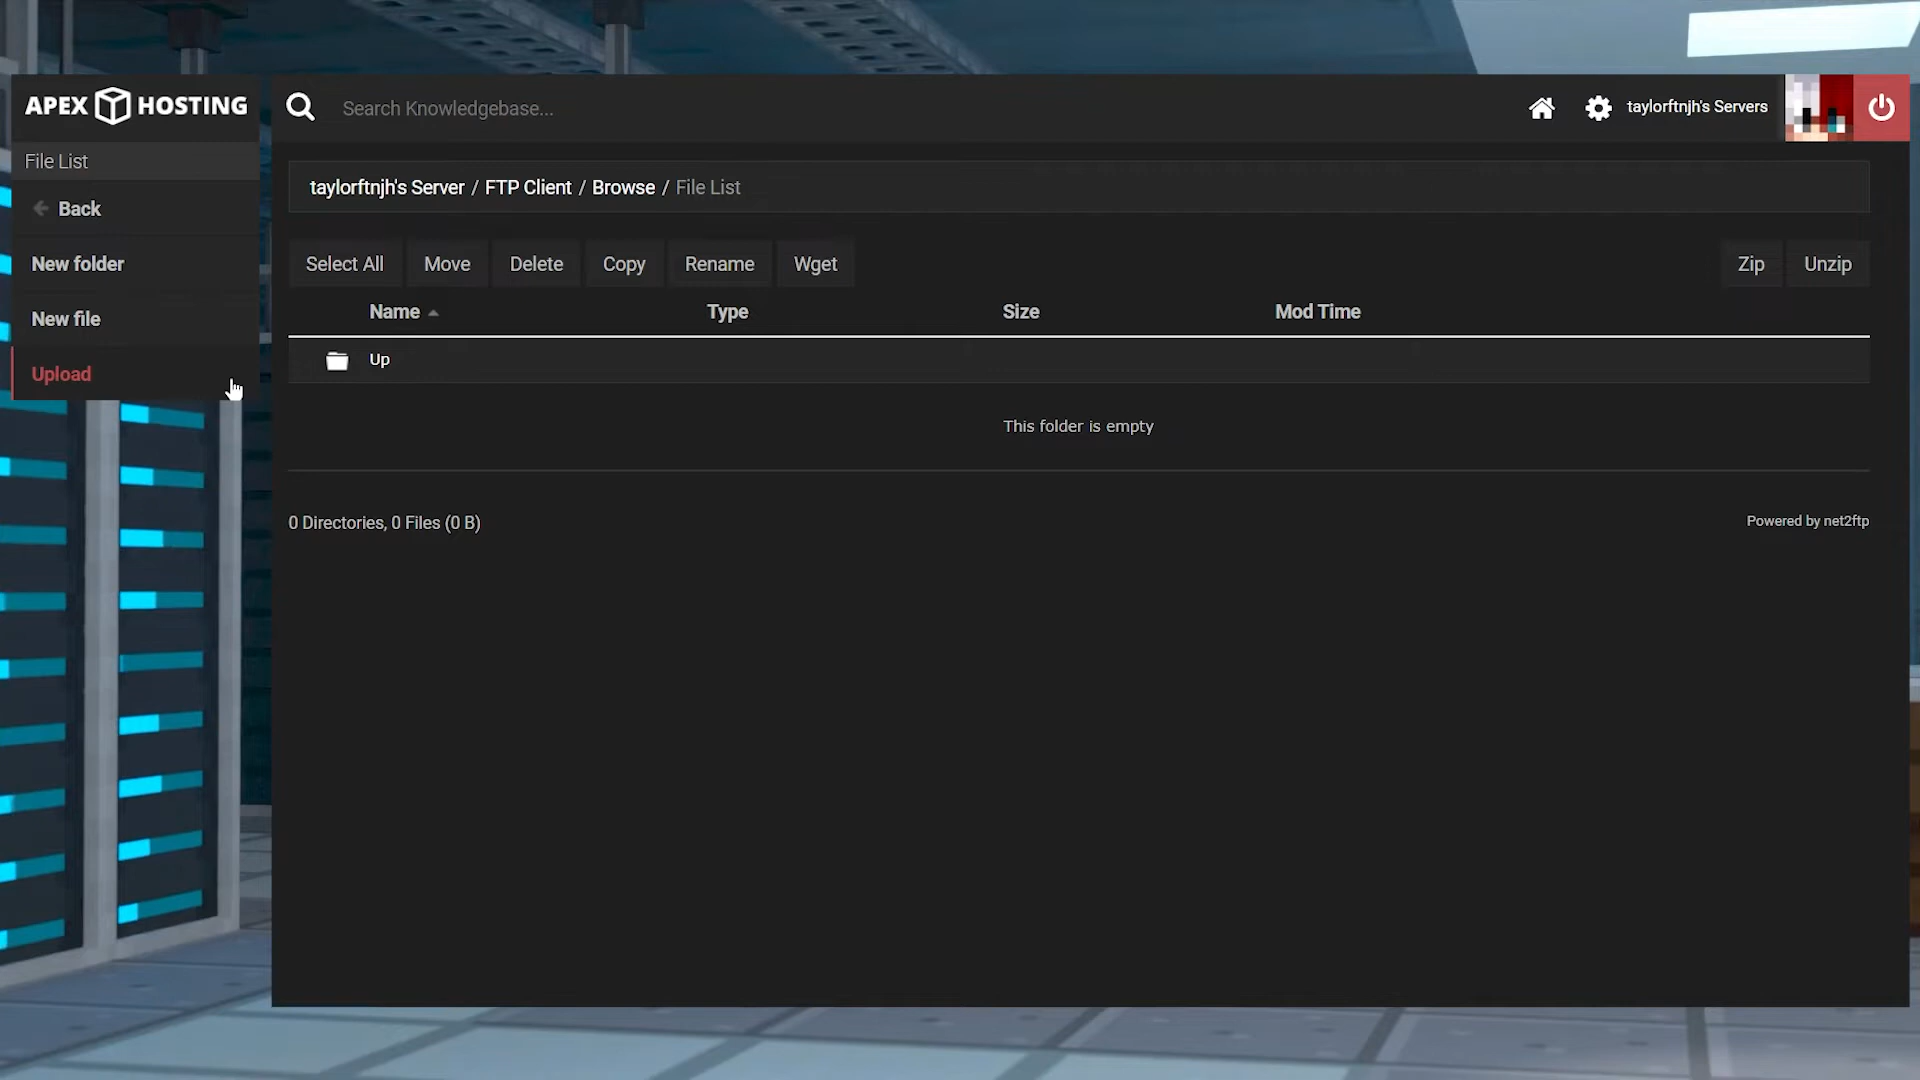 APEX HOSTING
Search Knowledgebase...
taylorftnjh's Servers
File List
Back
New folder
New file
Upload
taylorftnjh's Server / FTP Client / Browse / File List
Select All Move Delete Copy Rename Wget Zip Unzip
Name Type Size Mod Time
Up
This folder is empty
0 Directories, 0 Files (0 B)
Powered by net2ftp